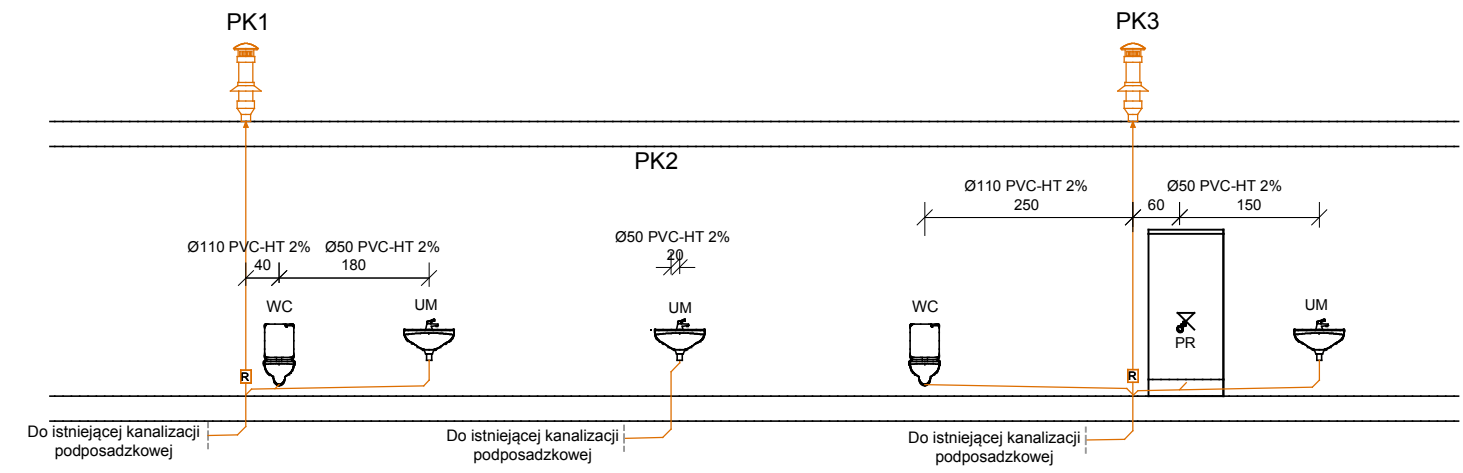 PK1
PK3
PK2
Ø110 PVC-HT 2%
Ø50 PVC-HT 2%
250
60
150
Ø110 PVC-HT 2%
Ø50 PVC-HT 2%
40
180
Ø50 PVC-HT 2%
20
WC
UM
UM
WC
UM
PR
R
R
Do istniejącej kanalizacji
podposadzkowej
Do istniejącej kanalizacji
podposadzkowej
Do istniejącej kanalizacji
podposadzkowej